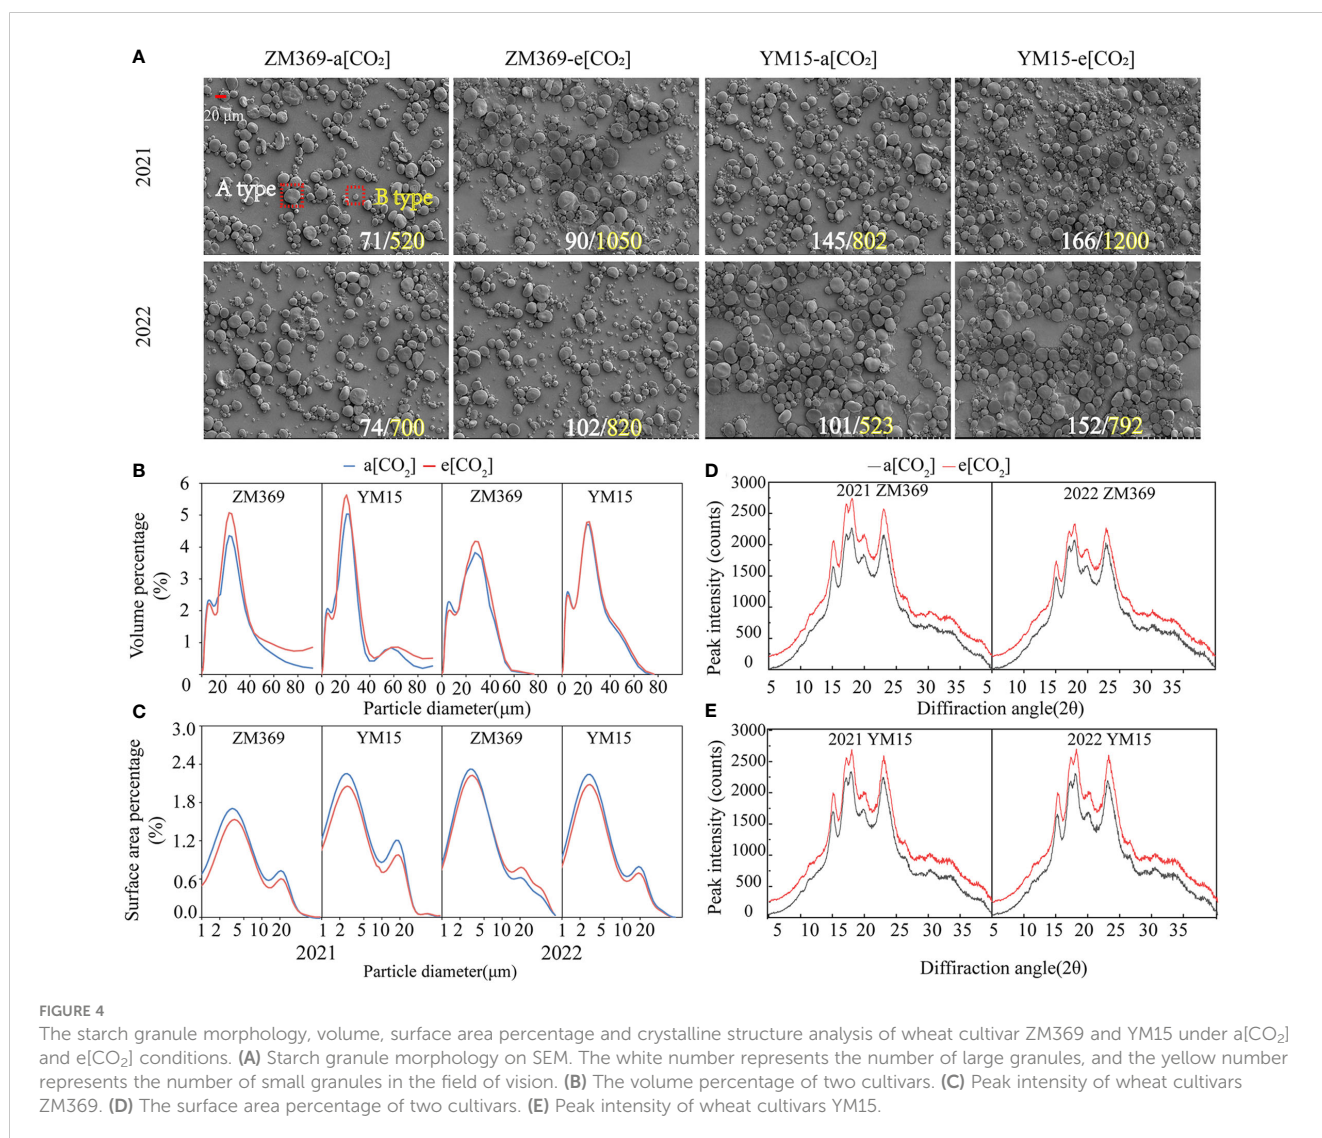 A
ZM369-a[CO₂]
ZM369-e[CO₂]
YM15-a[CO₂]
YM15-e[CO₂]
2021
20 μm
A type
B type
71/520
90/1050
145/802
166/1200
2022
74/700
102/820
101/523
152/792
B
a[CO₂] e[CO₂]
Volume percentage
(%)
6
5
4
3
2
1
0
ZM369
YM15
ZM369
YM15
0 20 40 60 80 0 20 40 60 80 0 20 40 60 80 0 20 40 60 80
Particle diameter(μm)
C
Surface area percentage
(%)
3.0
2.4
1.8
1.2
0.6
0.0
ZM369
YM15
ZM369
YM15
1 2 5 10 20 1 2 5 10 20 1 2 5 10 20 1 2 5 10 20
2021
2022
Particle diameter(μm)
D
a[CO₂] e[CO₂]
Peak intensity (counts)
3000
2500
2000
1500
1000
500
0
2021 ZM369
2022 ZM369
5 10 15 20 25 30 35 5 10 15 20 25 30 35
Diffraction angle(2θ)
E
Peak intensity (counts)
3000
2500
2000
1500
1000
500
0
2021 YM15
2022 YM15
5 10 15 20 25 30 35 5 10 15 20 25 30 35
Diffraction angle(2θ)
FIGURE 4
The starch granule morphology, volume, surface area percentage and crystalline structure analysis of wheat cultivar ZM369 and YM15 under a[CO₂]
and e[CO₂] conditions. (A) Starch granule morphology on SEM. The white number represents the number of large granules, and the yellow number
represents the number of small granules in the field of vision. (B) The volume percentage of two cultivars. (C) Peak intensity of wheat cultivars
ZM369. (D) The surface area percentage of two cultivars. (E) Peak intensity of wheat cultivars YM15.